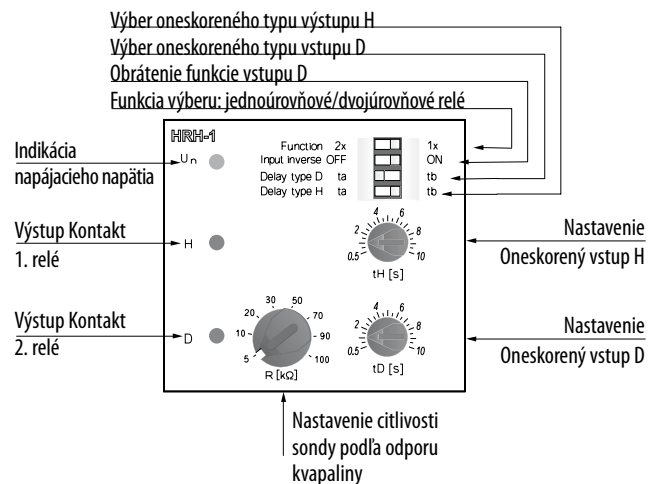 Výber oneskoreného typu výstupu H
Výber oneskoreného typu vstupu D
Obrátenie funkcie vstupu D
Funkcia výberu: jednoúrovňové/dvojúrovňové relé
HRH-1
Function 2x 1x
Input inverse OFF ON
Delay type D ta tb
Delay type H ta tb
Indikácia
napájacieho napätia
Un
Výstup Kontakt
1. relé
H
0.5 2 4 6 8 10
tH [s]
Nastavenie
Oneskorený vstup H
Výstup Kontakt
2. relé
D
5 10 20 30 50 70 90 100
R [kΩ]
0.5 2 4 6 8 10
tD [s]
Nastavenie
Oneskorený vstup D
Nastavenie citlivosti
sondy podľa odporu
kvapaliny